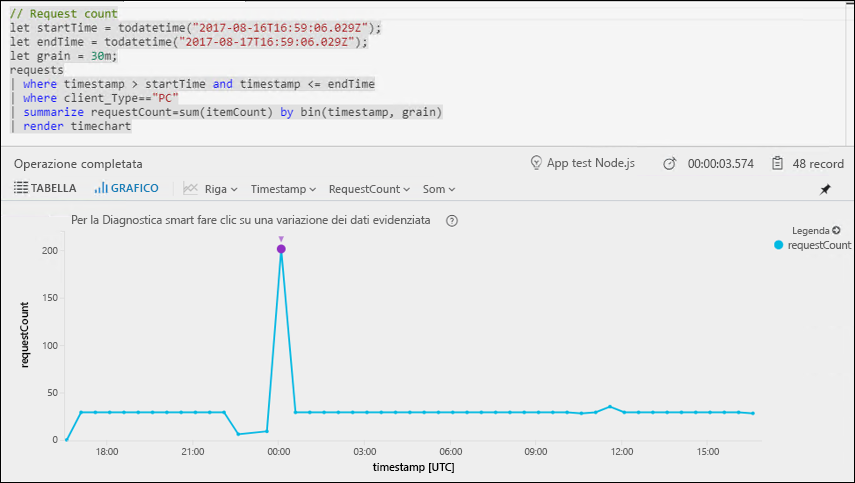 // Request count
let startTime = todatetime("2017-08-16T16:59:06.029Z");
let endTime = todatetime("2017-08-17T16:59:06.029Z");
let grain = 30m;
requests
| where timestamp > startTime and timestamp <= endTime
| where client_Type=="PC"
| summarize requestCount=sum(itemCount) by bin(timestamp, grain)
| render timechart
Operazione completata App test Node.js 00:00:03.574 48 record
TABELLA GRAFICO Riga Timestamp RequestCount Som
Per la Diagnostica smart fare clic su una variazione dei dati evidenziata ?
Legenda
requestCount
200
150
100
50
0
requestCount
18:00 21:00 00:00 03:00 06:00 09:00 12:00 15:00
timestamp [UTC]